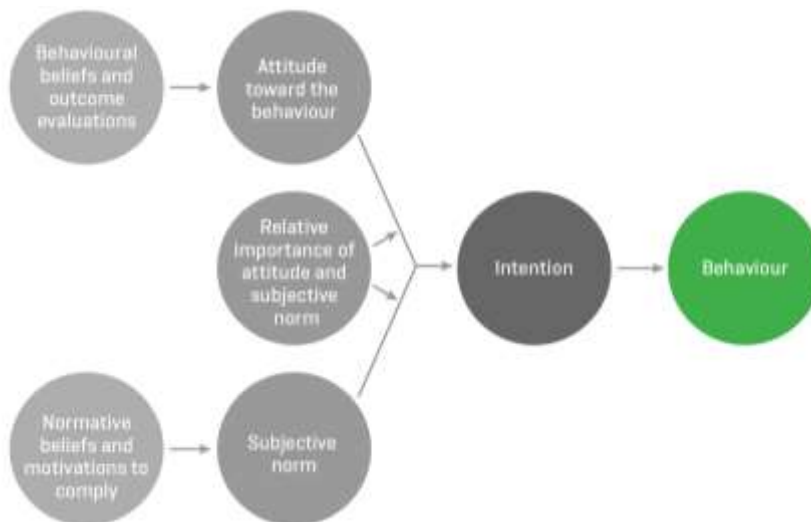 Behavioural
beliefs and
outcome
evaluations
Attitude
toward the
behaviour
Relative
importance of
attitude and
subjective
norm
Intention
Behaviour
Normative
beliefs and
motivations to
comply
Subjective
norm